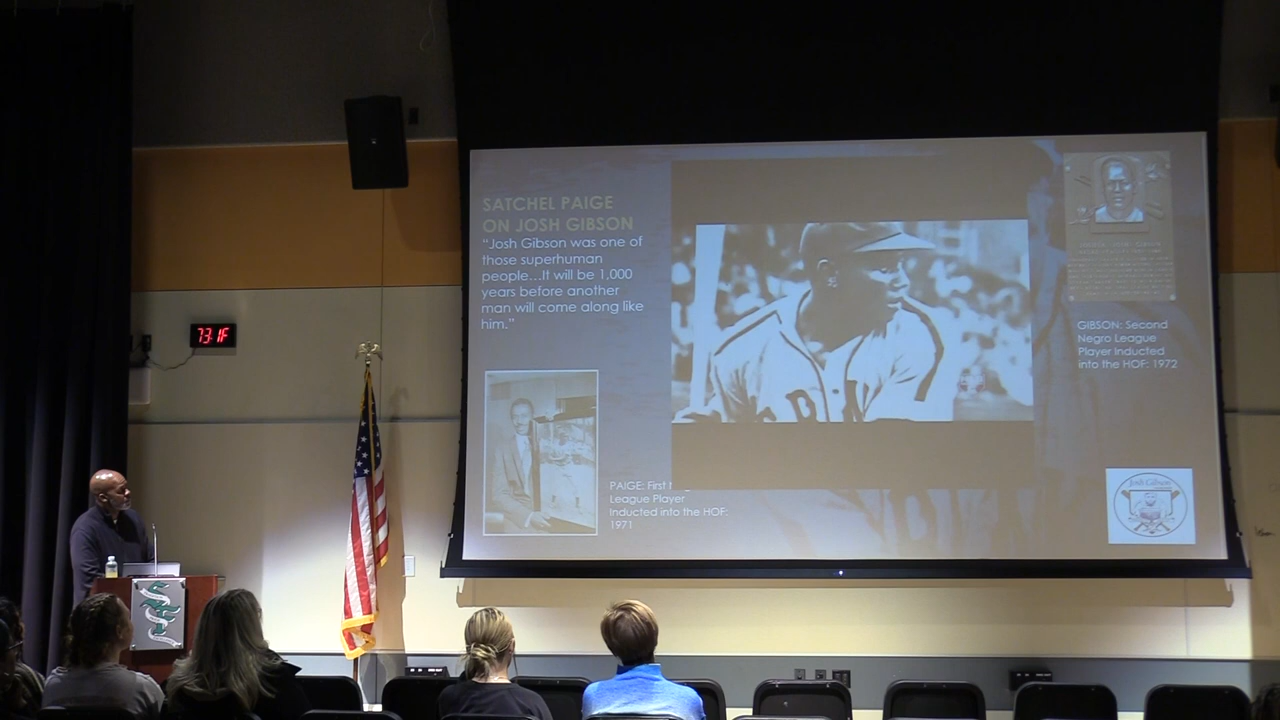 SATCHEL PAIGE
ON JOSH GIBSON
“Josh Gibson was one of
those superhuman
people...It will be 1,000
years before another
man will come along like
him.”
GIBSON: Second
Negro League
Player Inducted
into the HOF: 1972
PAIGE: First
League Player
Inducted into the HOF:
1971
Josh Gibson
73.1F